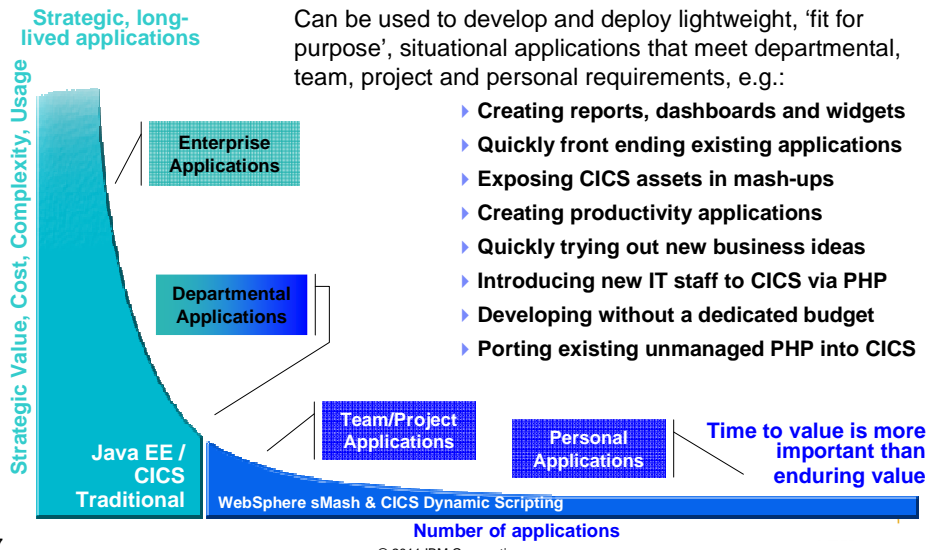 Strategic, long-
lived applications
Can be used to develop and deploy lightweight, ‘fit for
purpose’, situational applications that meet departmental,
team, project and personal requirements, e.g.:
Creating reports, dashboards and widgets
Quickly front ending existing applications
Exposing CICS assets in mash-ups
Creating productivity applications
Quickly trying out new business ideas
Introducing new IT staff to CICS via PHP
Developing without a dedicated budget
Porting existing unmanaged PHP into CICS
Strategic Value, Cost, Complexity, Usage
Enterprise
Applications
Departmental
Applications
Team/Project
Applications
Personal
Applications
Time to value is more
important than
enduring value
Java EE /
CICS
Traditional
WebSphere sMash & CICS Dynamic Scripting
Number of applications